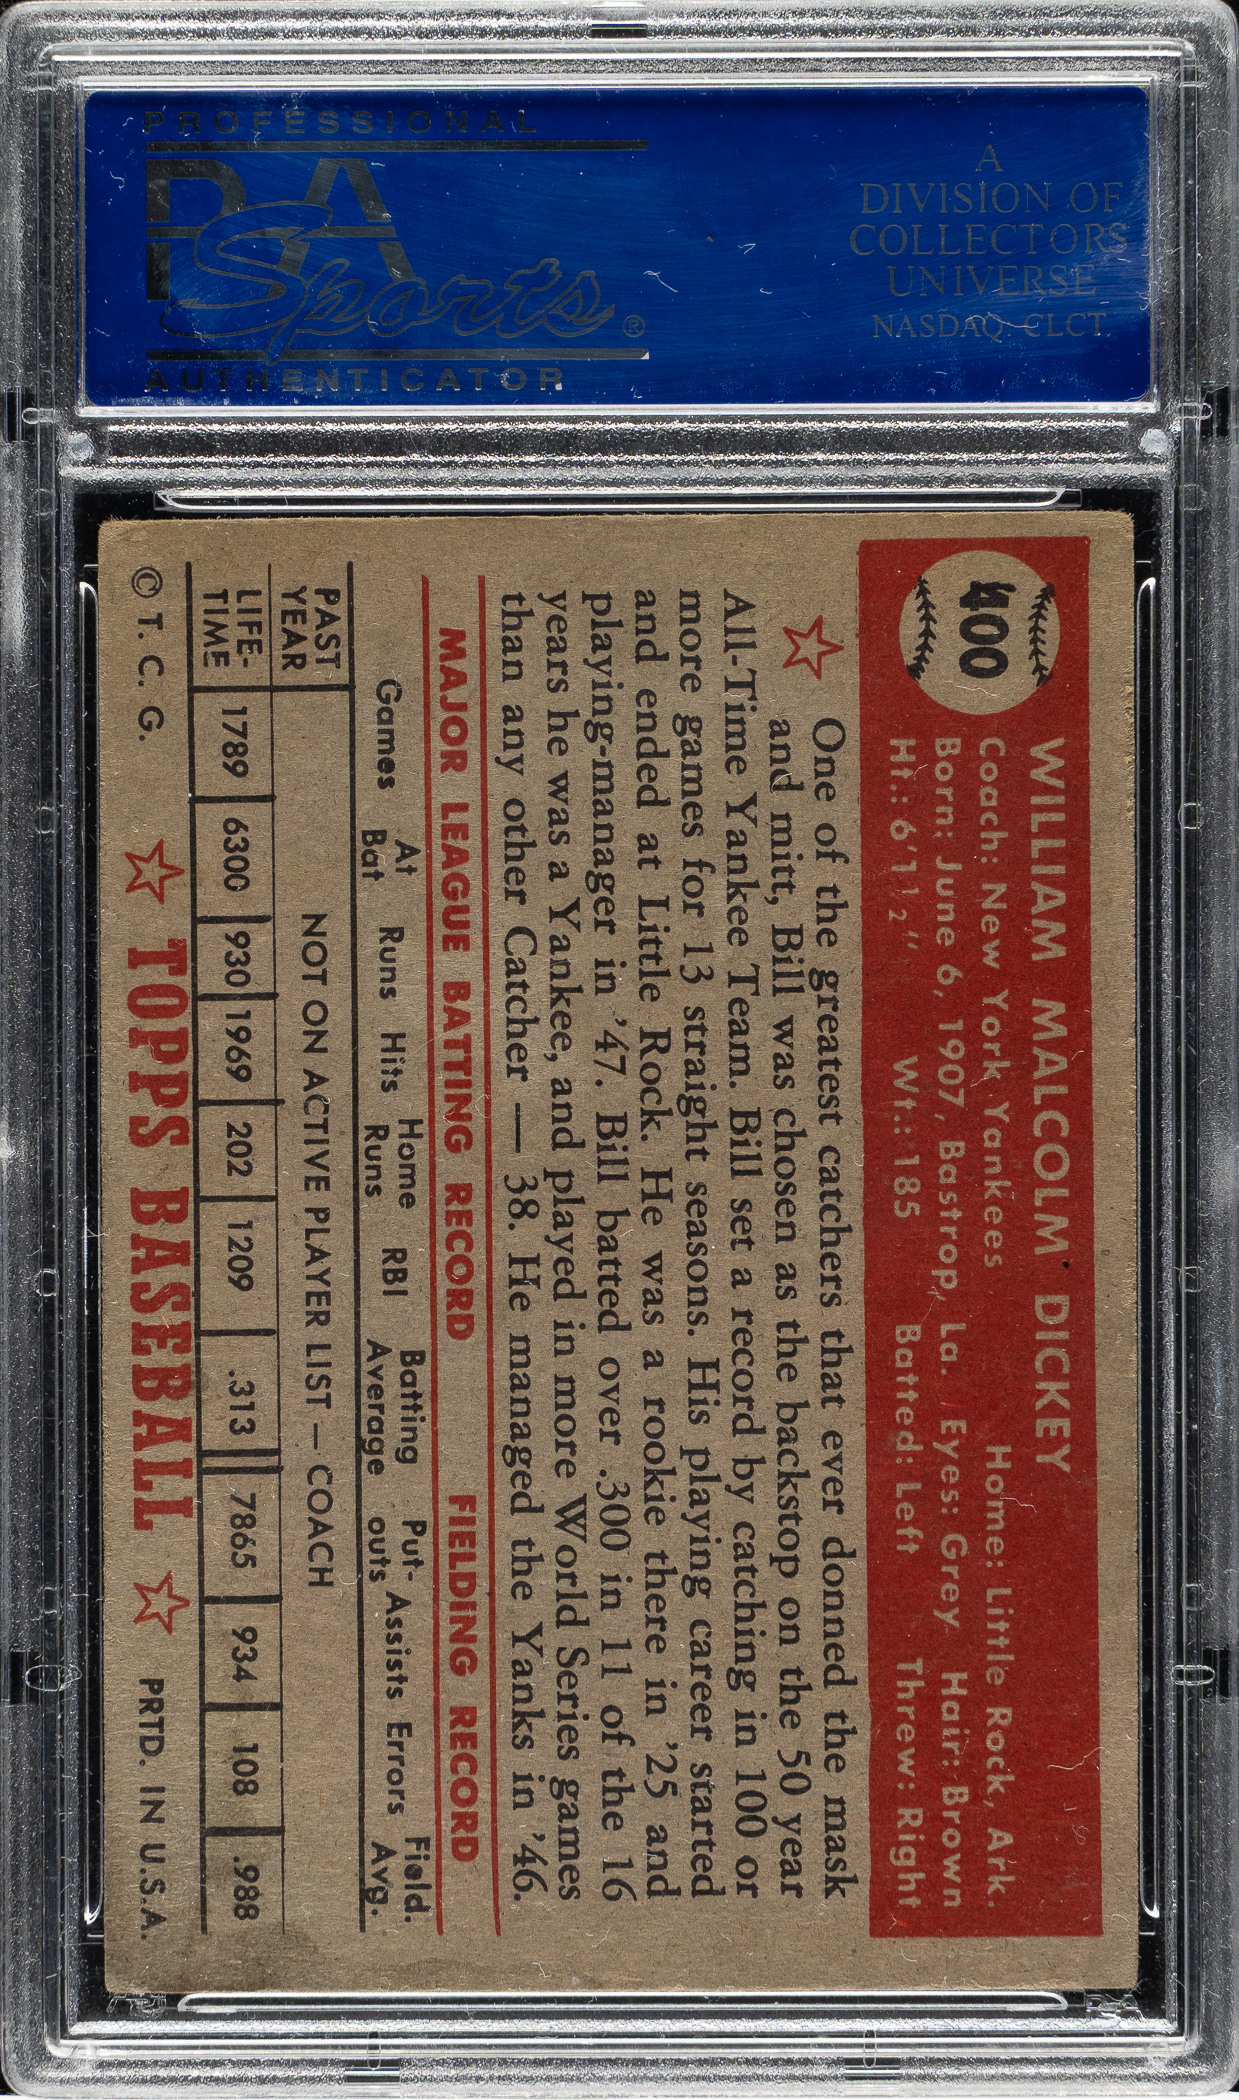 PROFESSIONAL
PSA
Sports ®
AUTHENTICATOR
A
DIVISION OF
COLLECTORS
UNIVERSE
NASDAQ CLCT
400
WILLIAM MALCOLM DICKEY
Coach: New York Yankees Home: Little Rock, Ark.
Born: June 6, 1907, Bastrop, La. Eyes: Grey Hair: Brown
Ht.: 6'1 1/2" Wt.: 185 Batted: Left Threw: Right
One of the greatest catchers that ever donned the mask
and mitt, Bill was chosen as the backstop on the 50 year
All-Time Yankee Team. Bill set a record by catching in 100 or
more games for 13 straight seasons. His playing career started
and ended at Little Rock. He was a rookie there in '25 and
playing-manager in '47. Bill batted over .300 in 11 of the 16
years he was a Yankee, and played in more World Series games
than any other Catcher — 38. He managed the Yanks in '46.
MAJOR LEAGUE BATTING RECORD FIELDING RECORD
Games At Bat Runs Hits Home Runs RBI Batting Average Put-outs Assists Errors Field. Avg.
PAST YEAR NOT ON ACTIVE PLAYER LIST — COACH
LIFE-TIME 1789 6300 930 1969 202 1209 .313 7865 934 108 .988
© T. C. G. TOPPS BASEBALL PRTD. IN U.S.A.